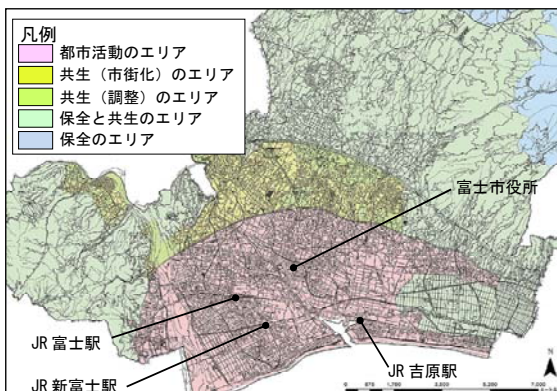 凡例
都市活動のエリア
共生（市街化）のエリア
共生（調整）のエリア
保全と共生のエリア
保全のエリア
富士市役所
JR 富士駅
JR 新富士駅
JR 吉原駅
N